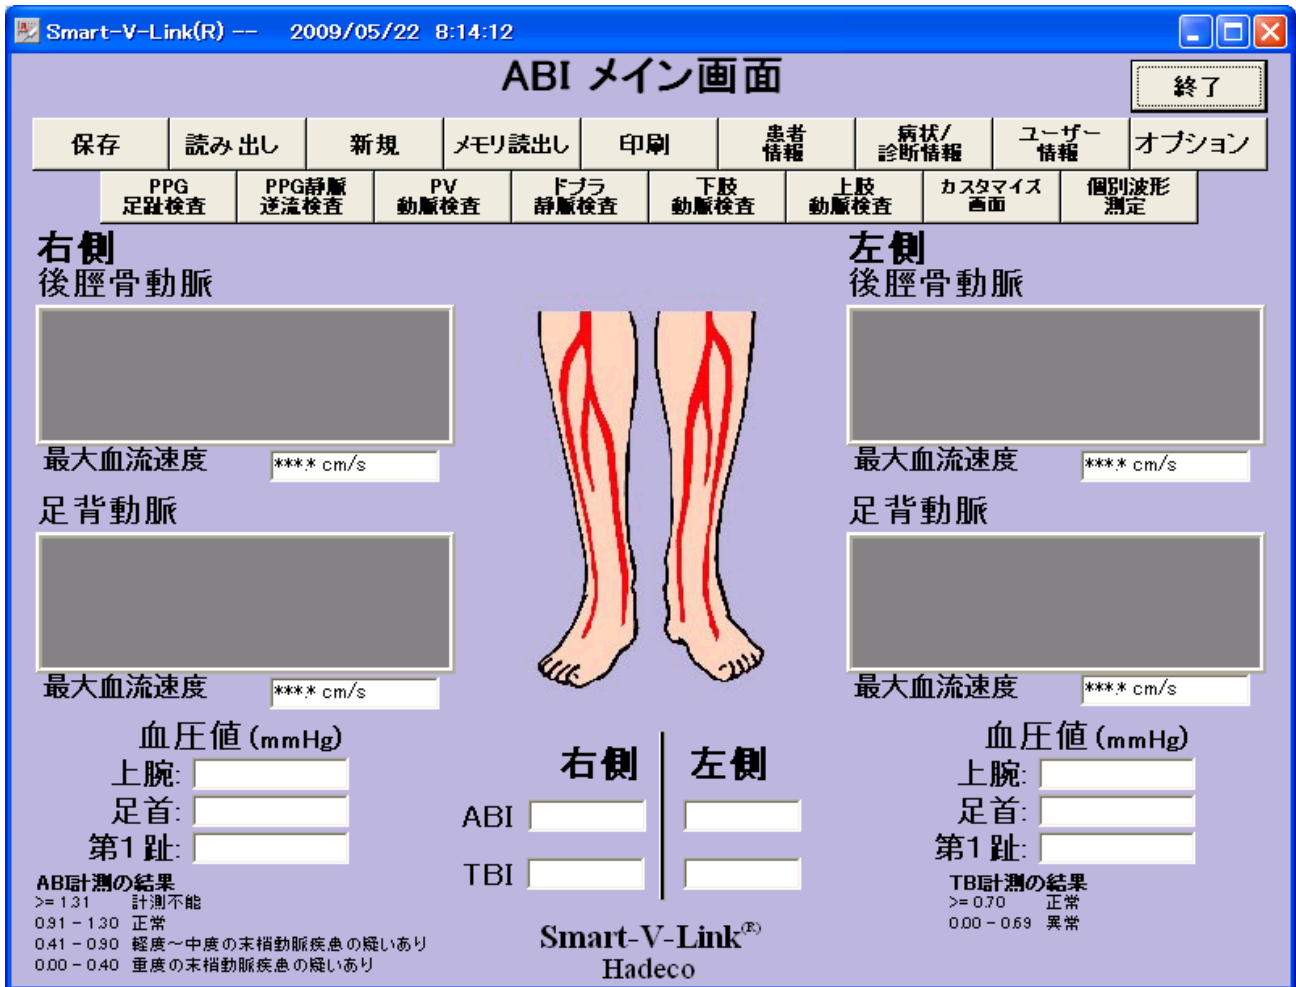 Smart-V-Link(R) -- 2009/05/22 8:14:12
ABI メイン画面
終了
保存 読み出し 新規 メモリ読出し 印刷 患者情報 病状/診断情報 ユーザー情報 オプション
PPG足趾検査 PPG静脈逆流検査 PV動脈検査 ドプラ静脈検査 下肢動脈検査 上肢動脈検査 カスタマイズ画面 個別波形測定
右側
後脛骨動脈
最大血流速度 ***.* cm/s
足背動脈
最大血流速度 ***.* cm/s
左側
後脛骨動脈
最大血流速度 ***.* cm/s
足背動脈
最大血流速度 ***.* cm/s
血圧値(mmHg)
上腕:
足首:
第1趾:
右側 左側
ABI
TBI
血圧値(mmHg)
上腕:
足首:
第1趾:
ABI計測の結果
>= 1.31 計測不能
0.91 - 1.30 正常
0.41 - 0.90 軽度～中度の末梢動脈疾患の疑いあり
0.00 - 0.40 重度の末梢動脈疾患の疑いあり
Smart-V-Link(R)
Hadeco
TBI計測の結果
>= 0.70 正常
0.00 - 0.69 異常